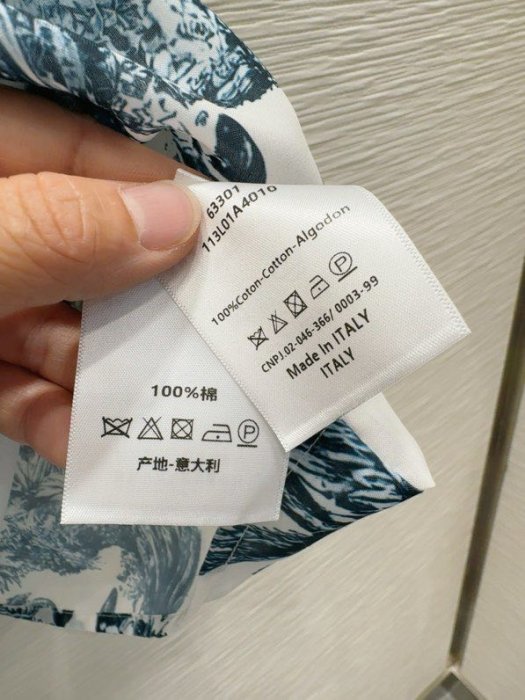 63301
113L01A4016
100%Coton-Cotton-Algodon
CNPJ.02-046-366/ 0003-99
Made In ITALY
ITALY
100%棉
产地-意大利